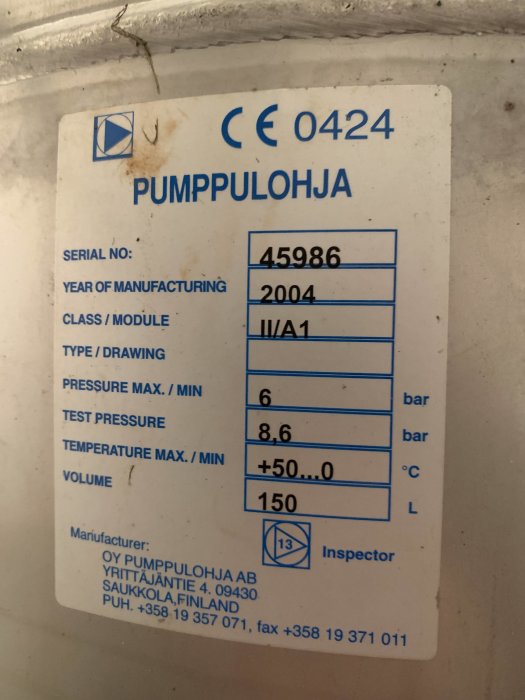 CE 0424
PUMPPULOHJA
SERIAL NO: 45986
YEAR OF MANUFACTURING 2004
CLASS / MODULE II/A1
TYPE / DRAWING
PRESSURE MAX. / MIN 6 bar
TEST PRESSURE 8,6 bar
TEMPERATURE MAX. / MIN +50...0 °C
VOLUME 150 L
13 Inspector
Manufacturer:
OY PUMPPULOHJA AB
YRITTÄJÄNTIE 4. 09430
SAUKKOLA,FINLAND
PUH. +358 19 357 071, fax +358 19 371 011